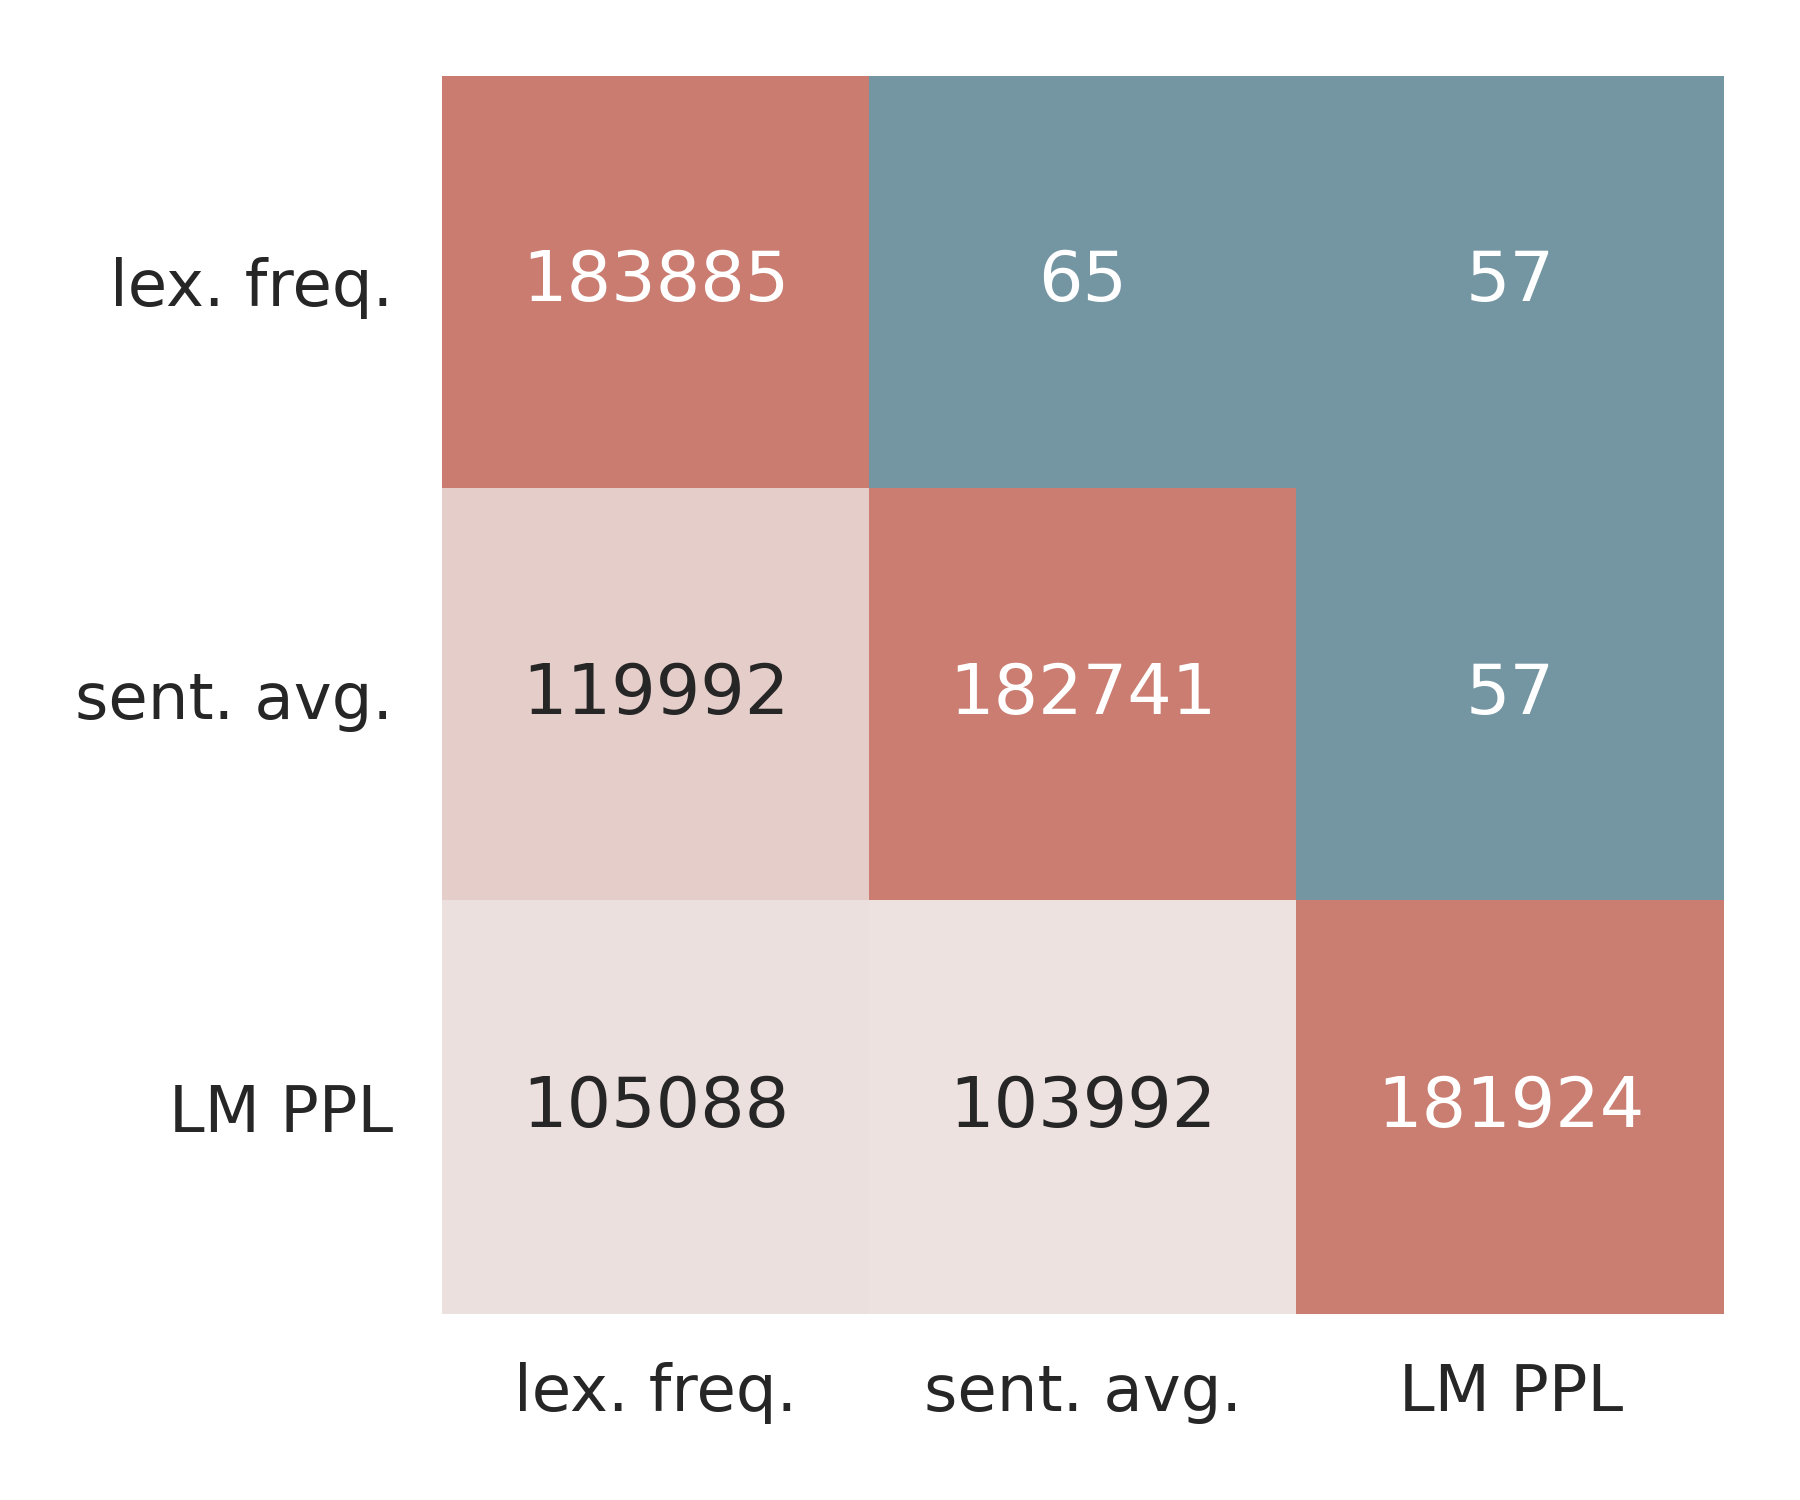 lex. freq. 183885 65 57
sent. avg. 119992 182741 57
LM PPL 105088 103992 181924
lex. freq. sent. avg. LM PPL